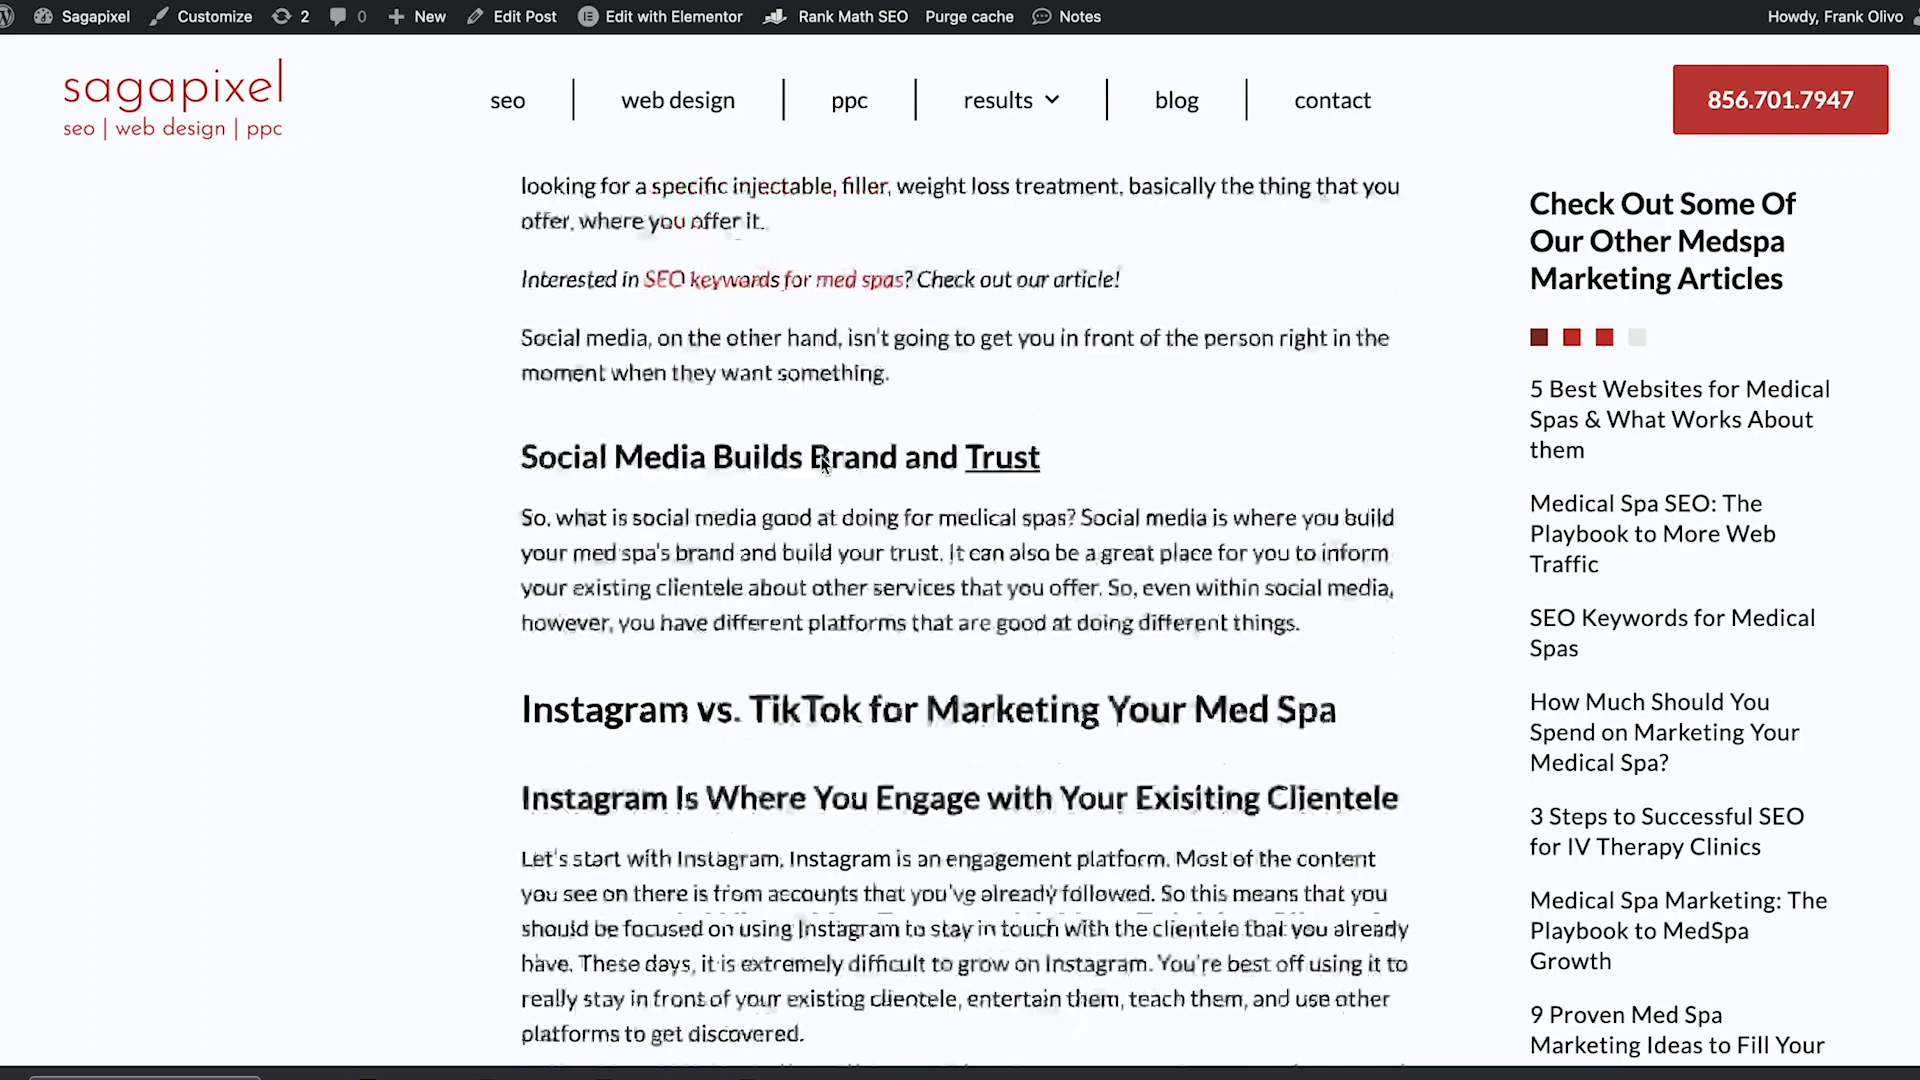 Sagapixel Customize 2 0 New Edit Post Edit with Elementor Rank Math SEO Purge cache Notes Howdy, Frank Olivo
sagapixel
seo | web design | ppc
seo web design ppc results blog contact
856.701.7947
looking for a specific injectable, filler, weight loss treatment, basically the thing that you
offer, where you offer it.
Interested in SEO keywords for med spas? Check out our article!
Social media, on the other hand, isn't going to get you in front of the person right in the
moment when they want something.
Social Media Builds Brand and Trust
So, what is social media good at doing for medical spas? Social media is where you build
your med spa's brand and build your trust. It can also be a great place for you to inform
your existing clientele about other services that you offer. So, even within social media,
however, you have different platforms that are good at doing different things.
Instagram vs. TikTok for Marketing Your Med Spa
Instagram Is Where You Engage with Your Exisiting Clientele
Let's start with Instagram. Instagram is an engagement platform. Most of the content
you see on there is from accounts that you've already followed. So this means that you
should be focused on using Instagram to stay in touch with the clientele that you already
have. These days, it is extremely difficult to grow on Instagram. You're best off using it to
really stay in front of your existing clientele, entertain them, teach them, and use other
platforms to get discovered.
Check Out Some Of
Our Other Medspa
Marketing Articles
5 Best Websites for Medical
Spas & What Works About
them
Medical Spa SEO: The
Playbook to More Web
Traffic
SEO Keywords for Medical
Spas
How Much Should You
Spend on Marketing Your
Medical Spa?
3 Steps to Successful SEO
for IV Therapy Clinics
Medical Spa Marketing: The
Playbook to MedSpa
Growth
9 Proven Med Spa
Marketing Ideas to Fill Your